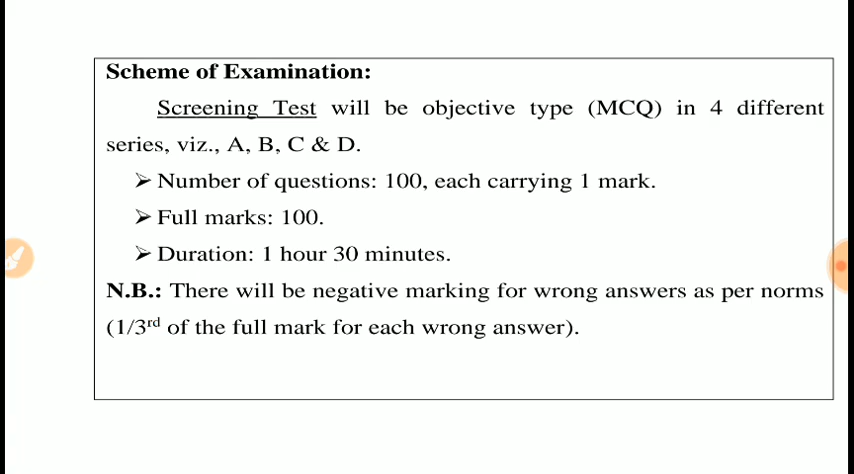 Scheme of Examination:
Screening Test will be objective type (MCQ) in 4 different
series, viz., A, B, C & D.
➢ Number of questions: 100, each carrying 1 mark.
➢ Full marks: 100.
➢ Duration: 1 hour 30 minutes.
N.B.: There will be negative marking for wrong answers as per norms
(1/3rd of the full mark for each wrong answer).